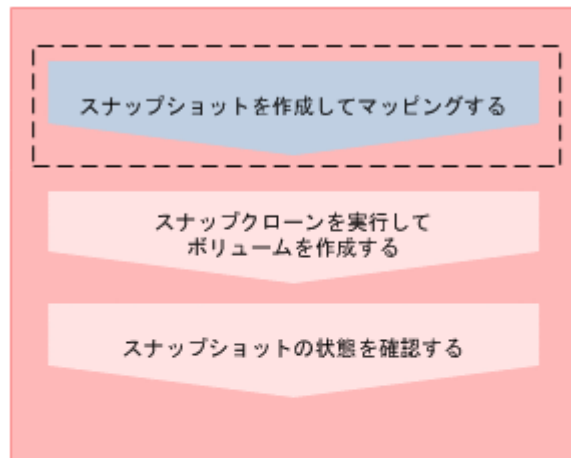 スナップショットを作成してマッピングする
スナップクローンを実行して
ボリュームを作成する
スナップショットの状態を確認する